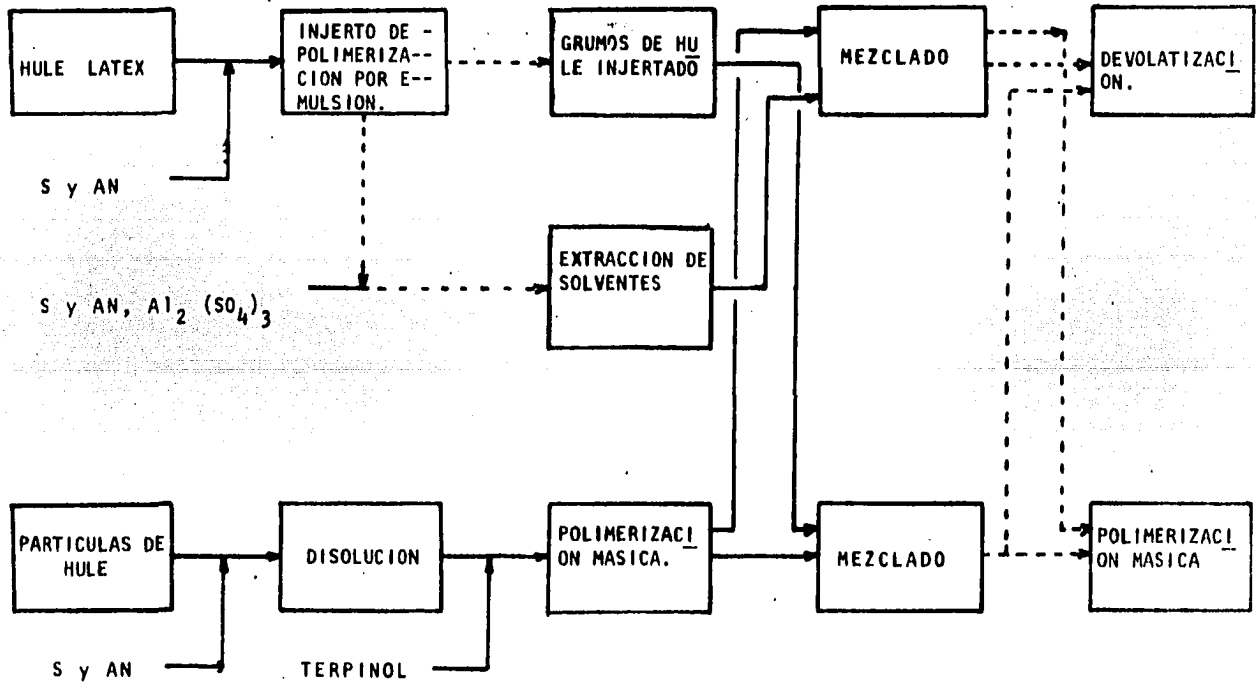 HULE LATEX
INJERTO DE -
POLIMERIZA--
CION POR E--
MULSION.
GRUMOS DE HU
LE INJERTADO
MEZCLADO
DEVOLATIZACI
ON.
S y AN
EXTRACCION DE
SOLVENTES
S y AN, Al2 (SO4)3
PARTICULAS DE
HULE
DISOLUCION
POLIMERIZACI
ON MASICA.
MEZCLADO
POLIMERIZACI
ON MASICA
S y AN
TERPINOL